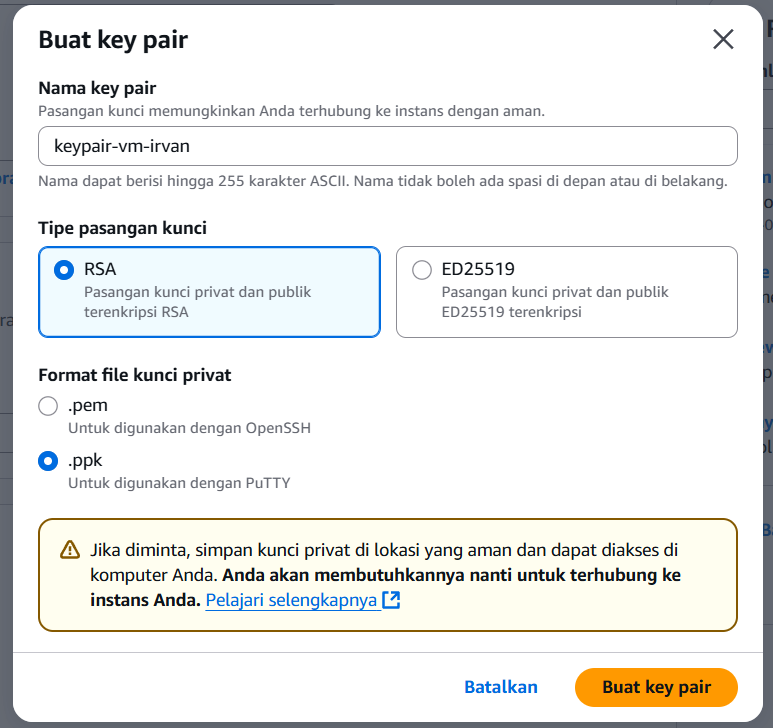 Buat key pair
Nama key pair
Pasangan kunci memungkinkan Anda terhubung ke instans dengan aman.
keypair-vm-irvan
Nama dapat berisi hingga 255 karakter ASCII. Nama tidak boleh ada spasi di depan atau di belakang.
Tipe pasangan kunci
RSA
Pasangan kunci privat dan publik
terenkripsi RSA
ED25519
Pasangan kunci privat dan publik
ED25519 terenkripsi
Format file kunci privat
.pem
Untuk digunakan dengan OpenSSH
.ppk
Untuk digunakan dengan PuTTY
Jika diminta, simpan kunci privat di lokasi yang aman dan dapat diakses di
komputer Anda. Anda akan membutuhkannya nanti untuk terhubung ke
instans Anda. Pelajari selengkapnya
Batalkan
Buat key pair